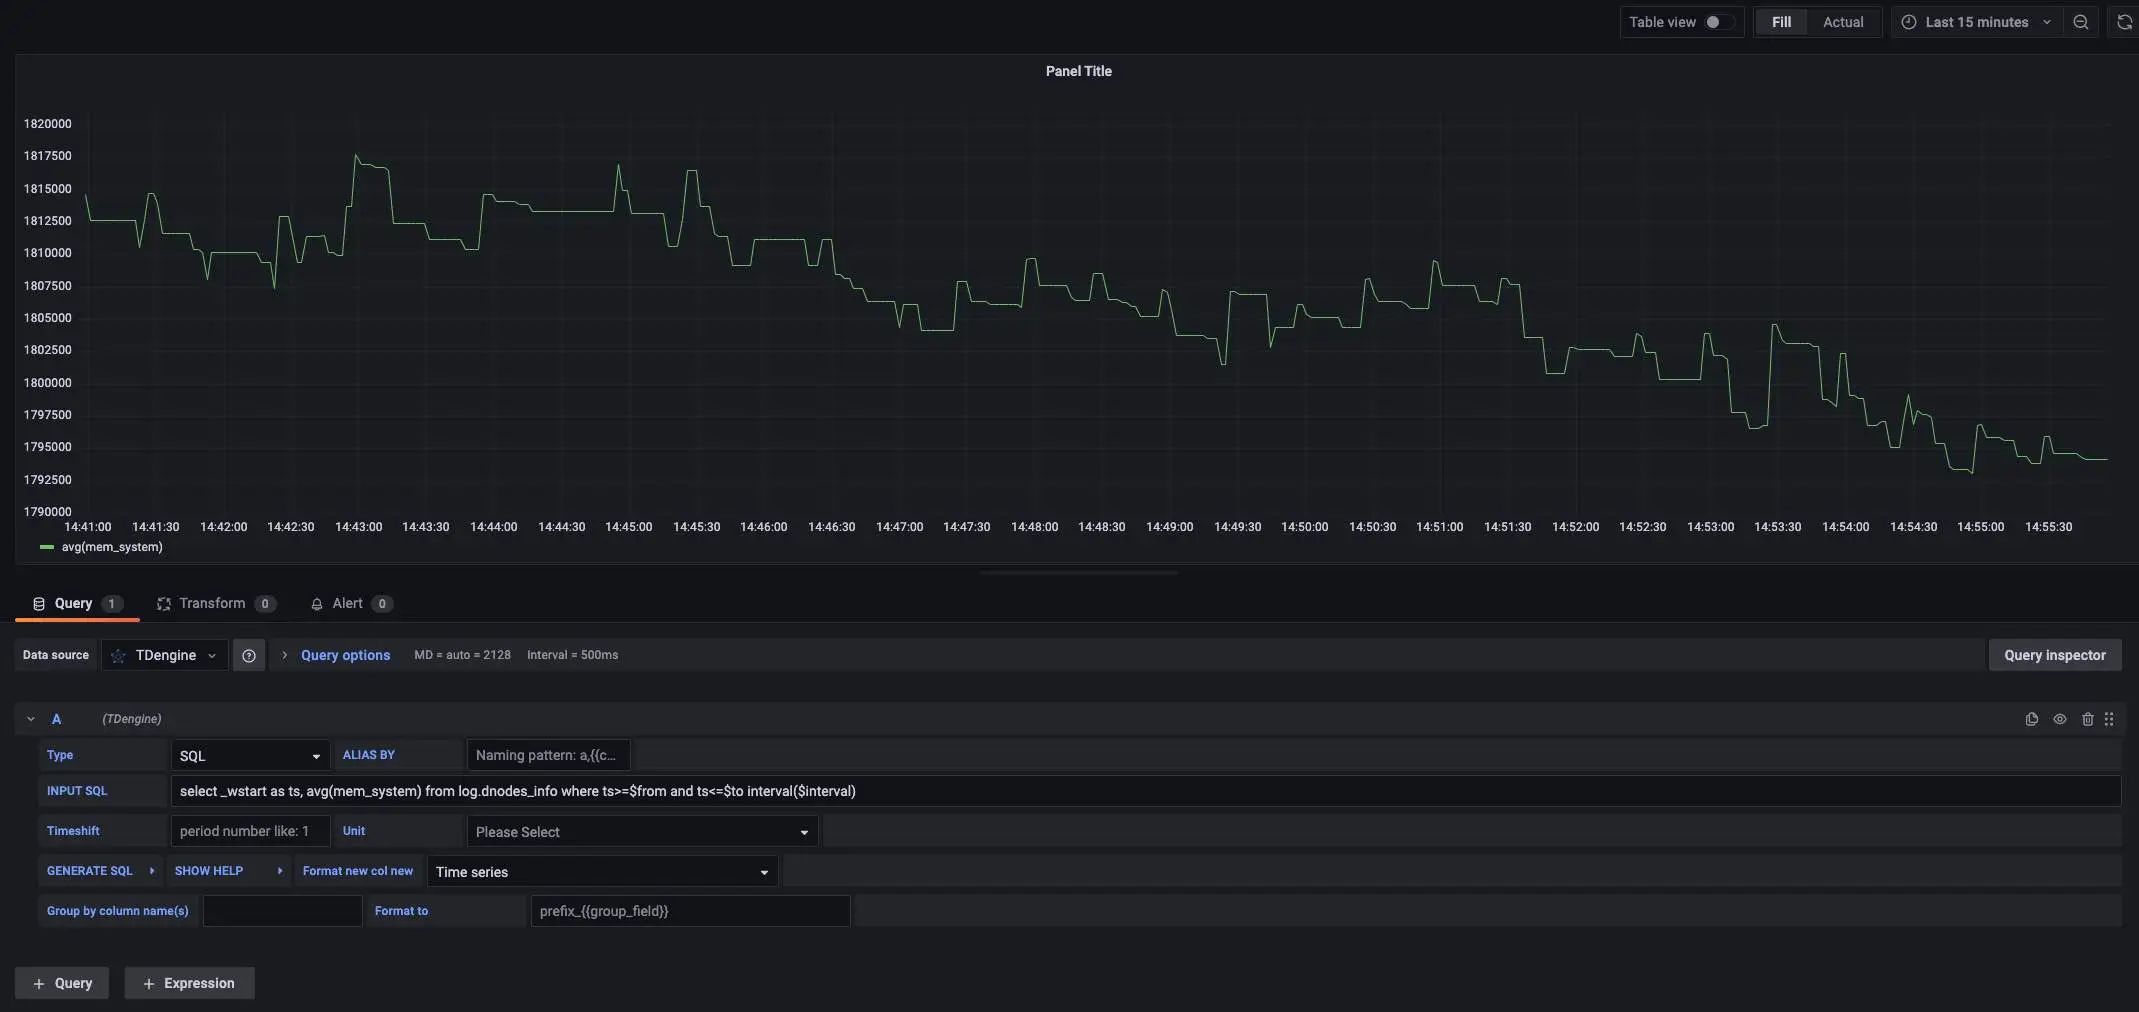 Table view Fill Actual Last 15 minutes
Panel Title
1820000
1817500
1815000
1812500
1810000
1807500
1805000
1802500
1800000
1797500
1795000
1792500
1790000
14:41:00 14:41:30 14:42:00 14:42:30 14:43:00 14:43:30 14:44:00 14:44:30 14:45:00 14:45:30 14:46:00 14:46:30 14:47:00 14:47:30 14:48:00 14:48:30 14:49:00 14:49:30 14:50:00 14:50:30 14:51:00 14:51:30 14:52:00 14:52:30 14:53:00 14:53:30 14:54:00 14:54:30 14:55:00 14:55:30
avg(mem_system)
Query 1 Transform 0 Alert 0
Data source TDengine Query options MD = auto = 2128 Interval = 500ms Query inspector
A (TDengine)
Type SQL ALIAS BY Naming pattern: a,{{c...
INPUT SQL select _wstart as ts, avg(mem_system) from log.dnodes_info where ts>=$from and ts<=$to interval($interval)
Timeshift period number like: 1 Unit Please Select
GENERATE SQL SHOW HELP Format new col new Time series
Group by column name(s) Format to prefix_{{group_field}}
+ Query + Expression